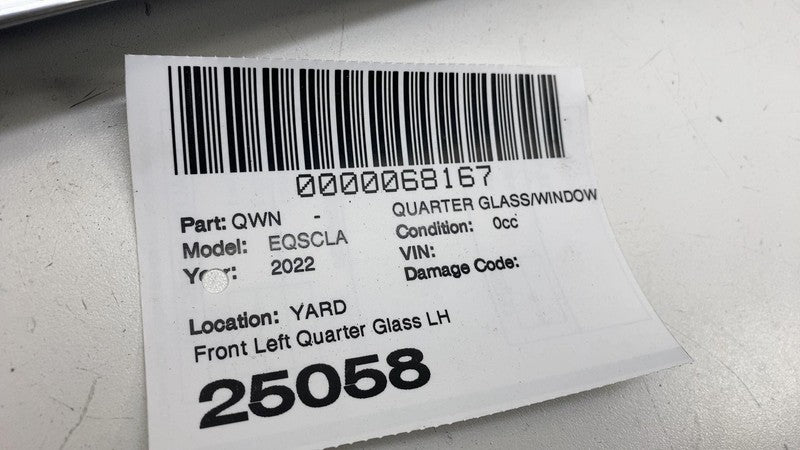 0000068167
Part: QWN - QUARTER GLASS/WINDOW
Model: EQSCLA Condition: 0cc
Year: 2022 VIN:
Damage Code:
Location: YARD
Front Left Quarter Glass LH
25058